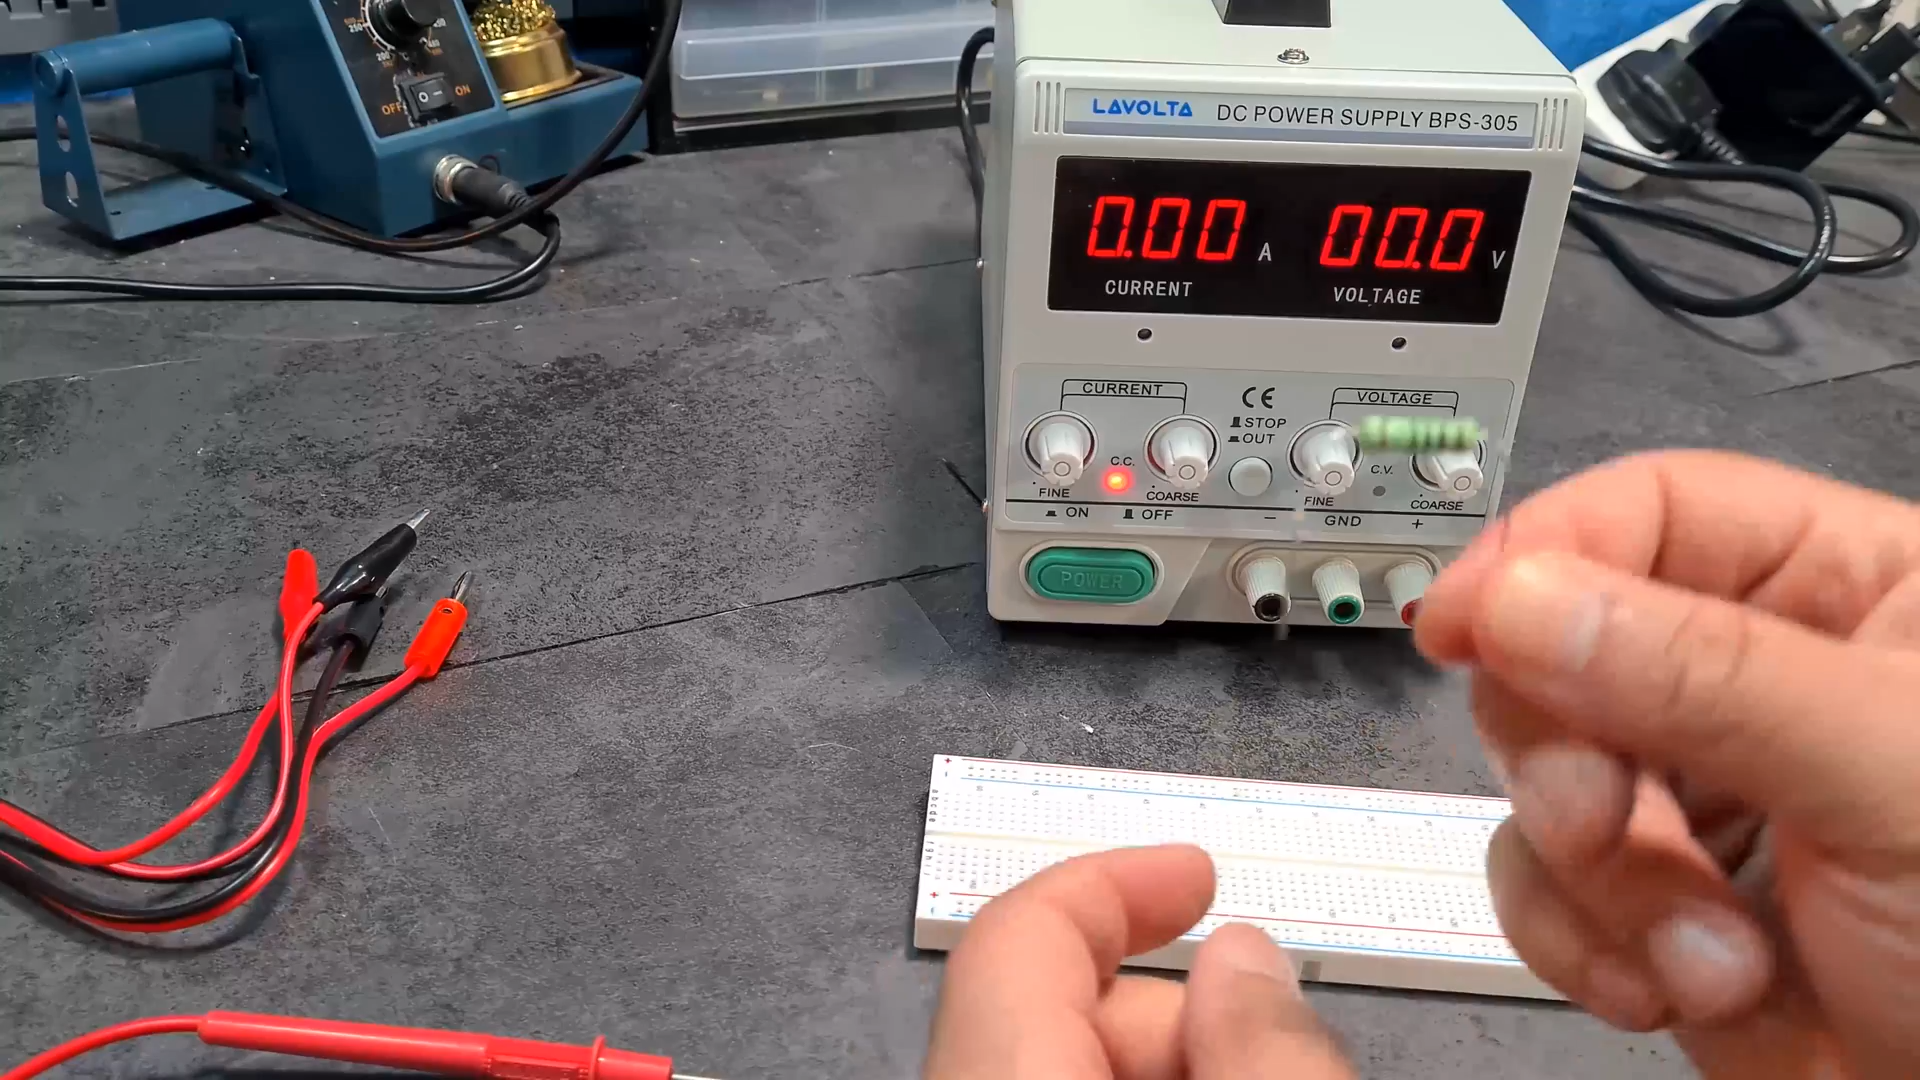 OFF
ON
LAVOLTA DC POWER SUPPLY BPS-305
0.00 A 00.0 V
CURRENT VOLTAGE
CURRENT CE VOLTAGE
STOP
OUT
C.C. C.V.
FINE COARSE FINE COARSE
ON OFF - GND +
POWER